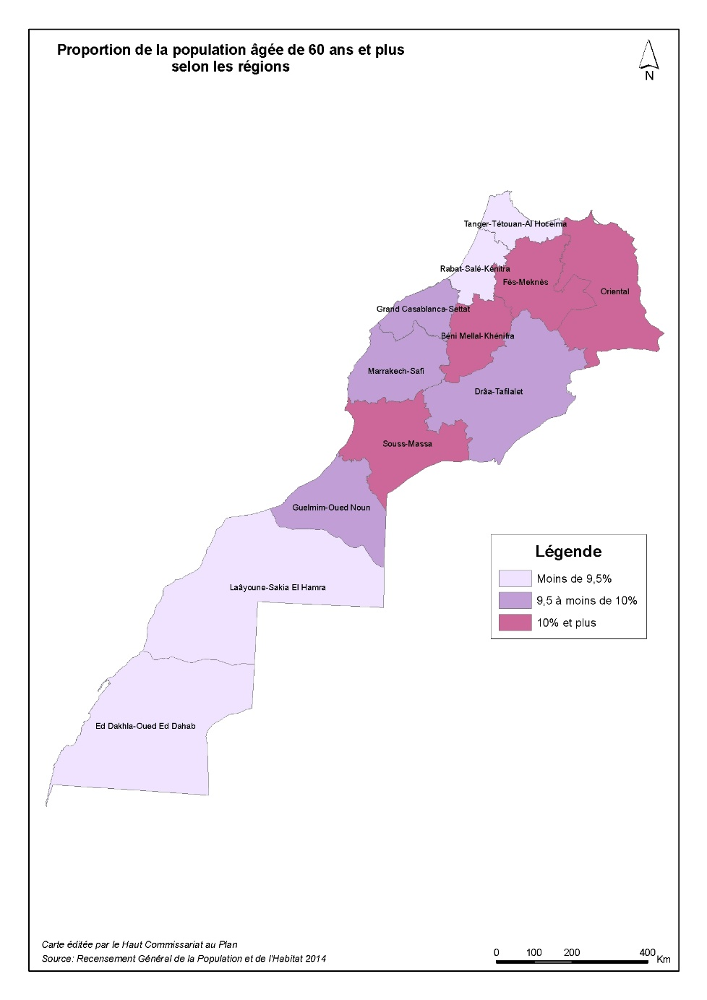 Proportion de la population âgée de 60 ans et plus
selon les régions
N
Tanger-Tétouan-Al Hoceima
Rabat-Salé-Kénitra
Fès-Meknès
Oriental
Grand Casablanca-Settat
Béni Mellal-Khénifra
Marrakech-Safi
Drâa-Tafilalet
Souss-Massa
Guelmim-Oued Noun
Laâyoune-Sakia El Hamra
Ed Dakhla-Oued Ed Dahab
Légende
Moins de 9,5%
9,5 à moins de 10%
10% et plus
Carte éditée par le Haut Commissariat au Plan
Source: Recensement Général de la Population et de l'Habitat 2014
0 100 200 400
Km